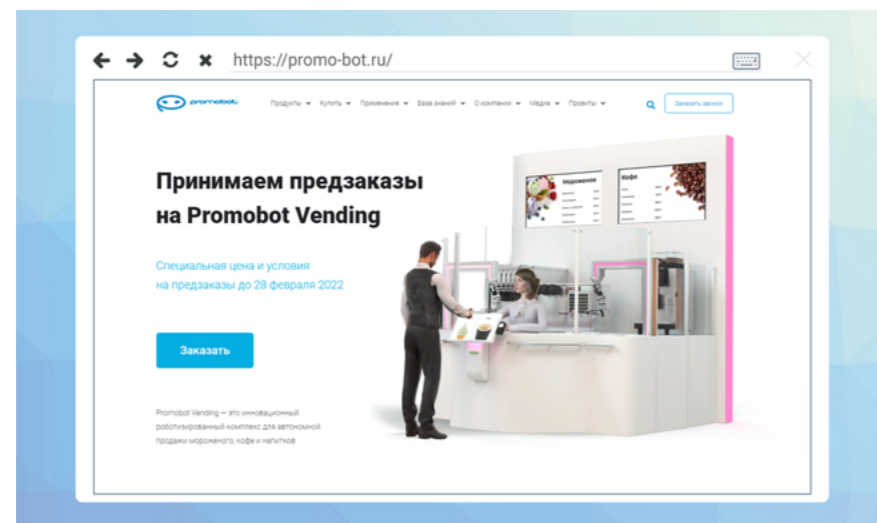 https://promo-bot.ru/
promobot.
Продукты Купить Применение База знаний О компании Медиа Проекты Заказать звонок
Принимаем предзаказы
на Promobot Vending
Специальная цена и условия
на предзаказы до 28 февраля 2022
Заказать
Promobot Vending – это инновационный
роботизированный комплекс для автономной
продажи мороженого, кофе и напитков
Мороженое
Кофе